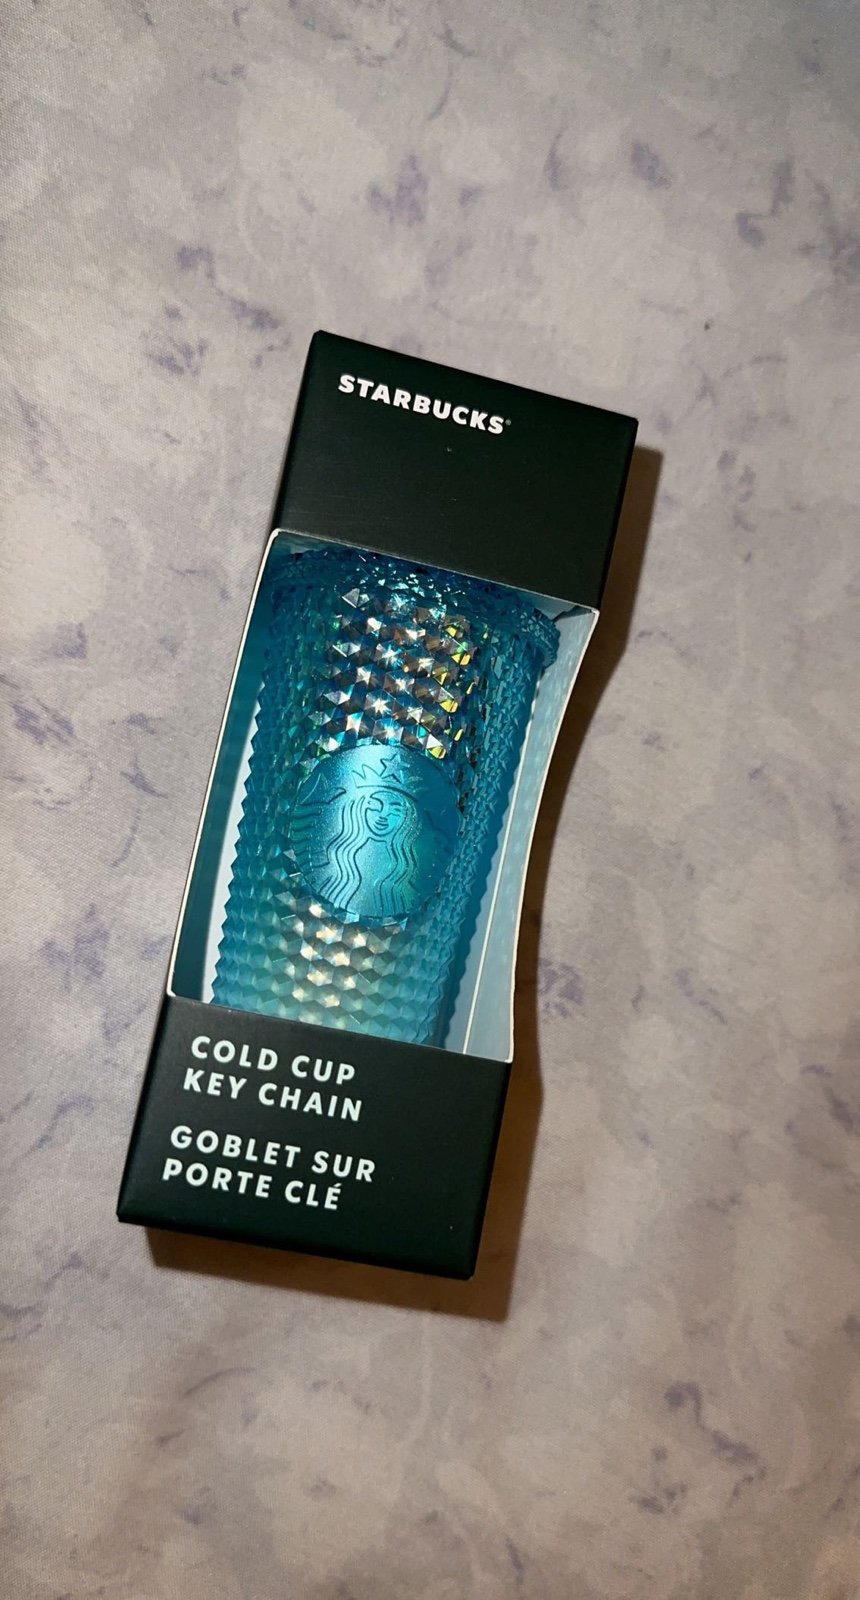 STARBUCKS®
COLD CUP
KEY CHAIN
GOBLET SUR
PORTE CLÉ